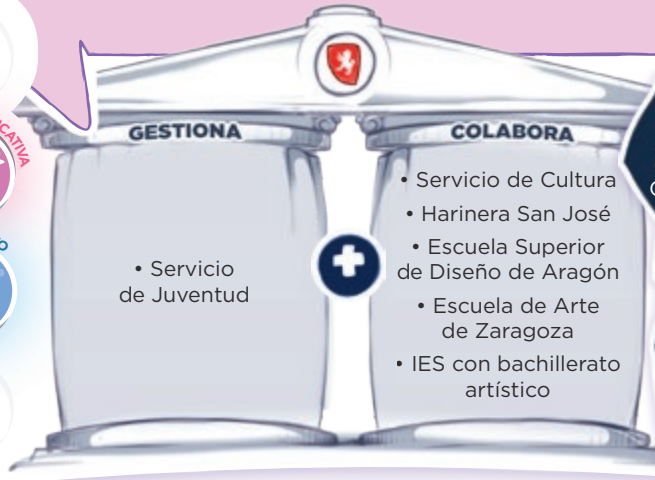 GESTIONA
• Servicio
de Juventud
COLABORA
• Servicio de Cultura
• Harinera San José
• Escuela Superior
de Diseño de Aragón
• Escuela de Arte
de Zaragoza
• IES con bachillerato
artístico